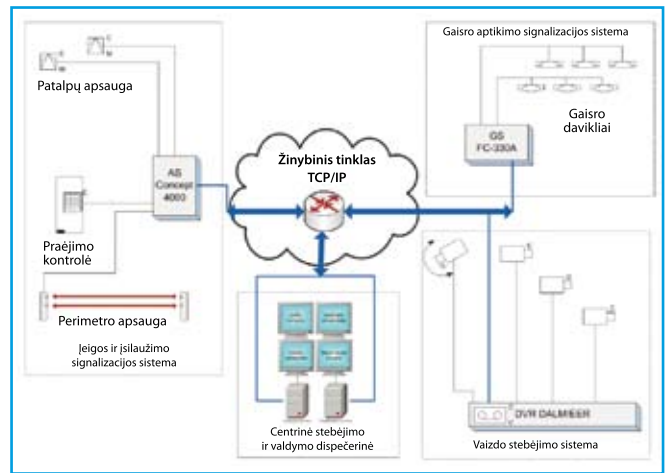 Gaisro aptikimo signalizacijos sistema
Patalpų apsauga
Gaisro
davikliai
GS
FC-330A
Žinybinis tinklas
TCP/IP
AS
Concept
4000
Praėjimo
kontrolė
Perimetro apsauga
Įeigos ir įsilaužimo
signalizacijos sistema
Centrinė stebėjimo
ir valdymo dispečerinė
DVR DALMIEER
Vaizdo stebėjimo sistema